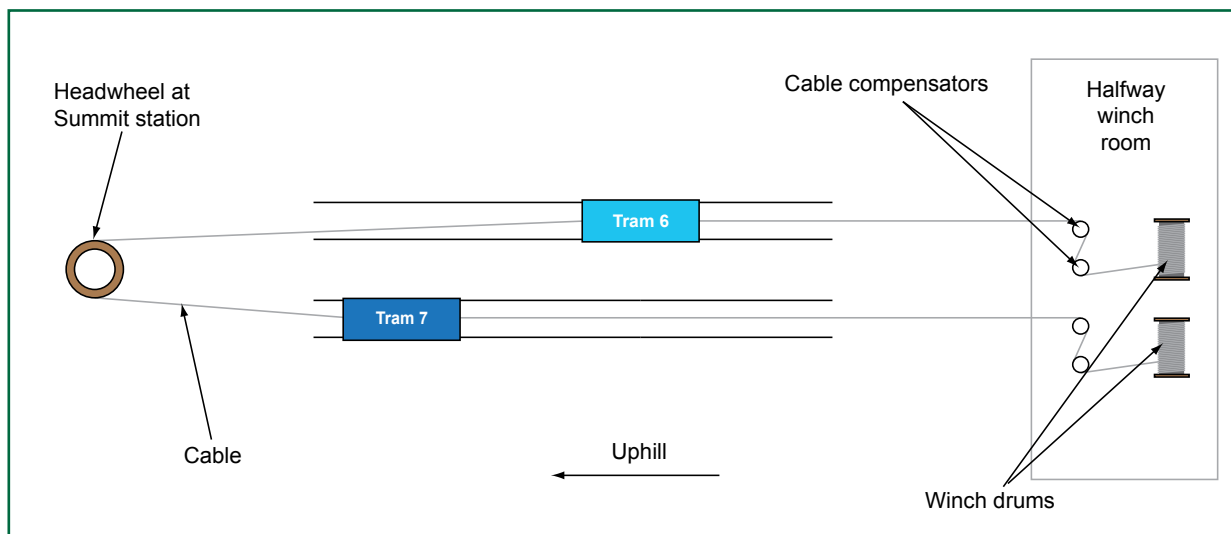 Headwheel at
Summit station
Cable compensators
Halfway
winch
room
Tram 6
Tram 7
Cable
Uphill
Winch drums